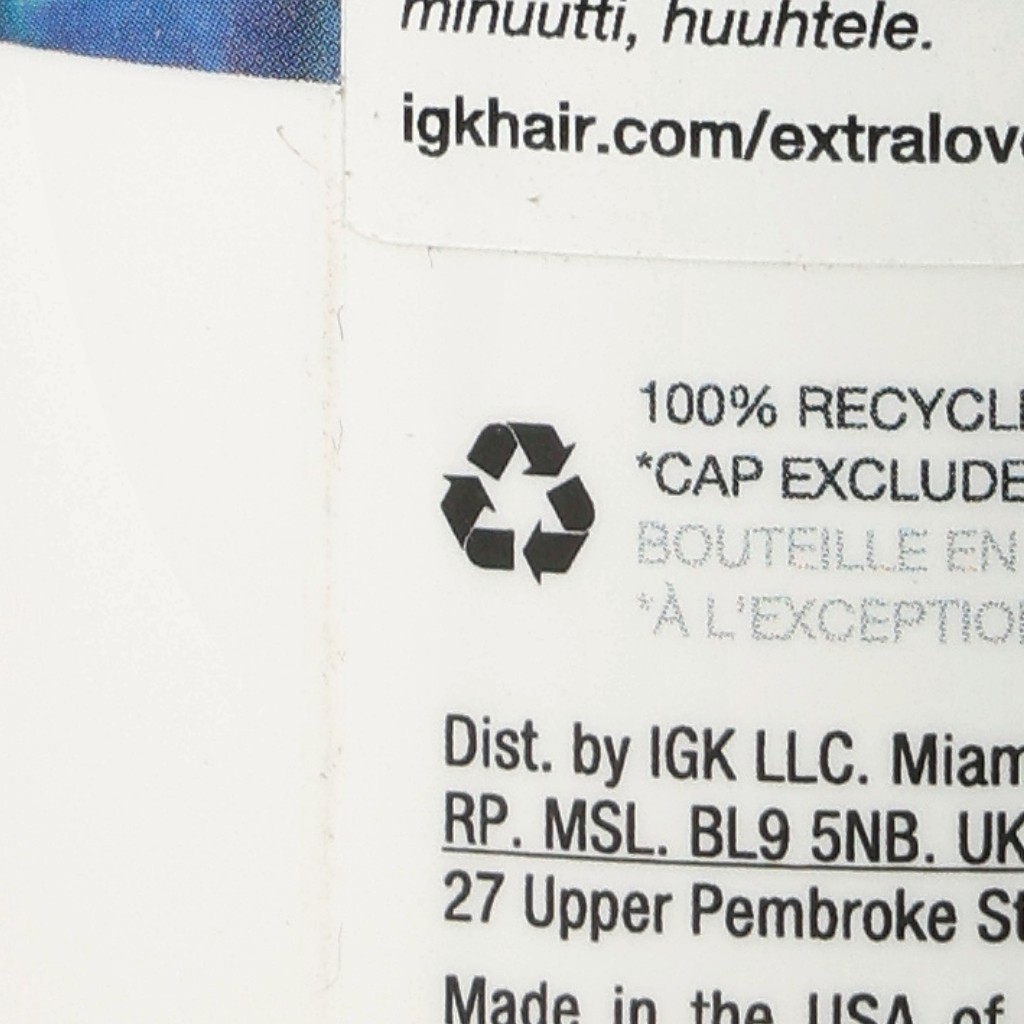 minuutti, huuhtele.
igkhair.com/extralov
100% RECYCL
*CAP EXCLUDE
BOUTEILLE EN
*À L'EXCEPTIO
Dist. by IGK LLC. Miam
RP. MSL. BL9 5NB. UK
27 Upper Pembroke St
Made in the USA of